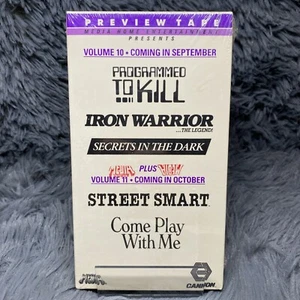 PREVIEW TAPE
MEDIA HOME ENTERTAINMENT
PRESENTS
VOLUME 10 • COMING IN SEPTEMBER
PROGRAMMED
TO KILL
IRON WARRIOR
...THE LEGEND!
SECRETS IN THE DARK
PLUS
VOLUME 11 • COMING IN OCTOBER
STREET SMART
Come Play
With Me
CANNON